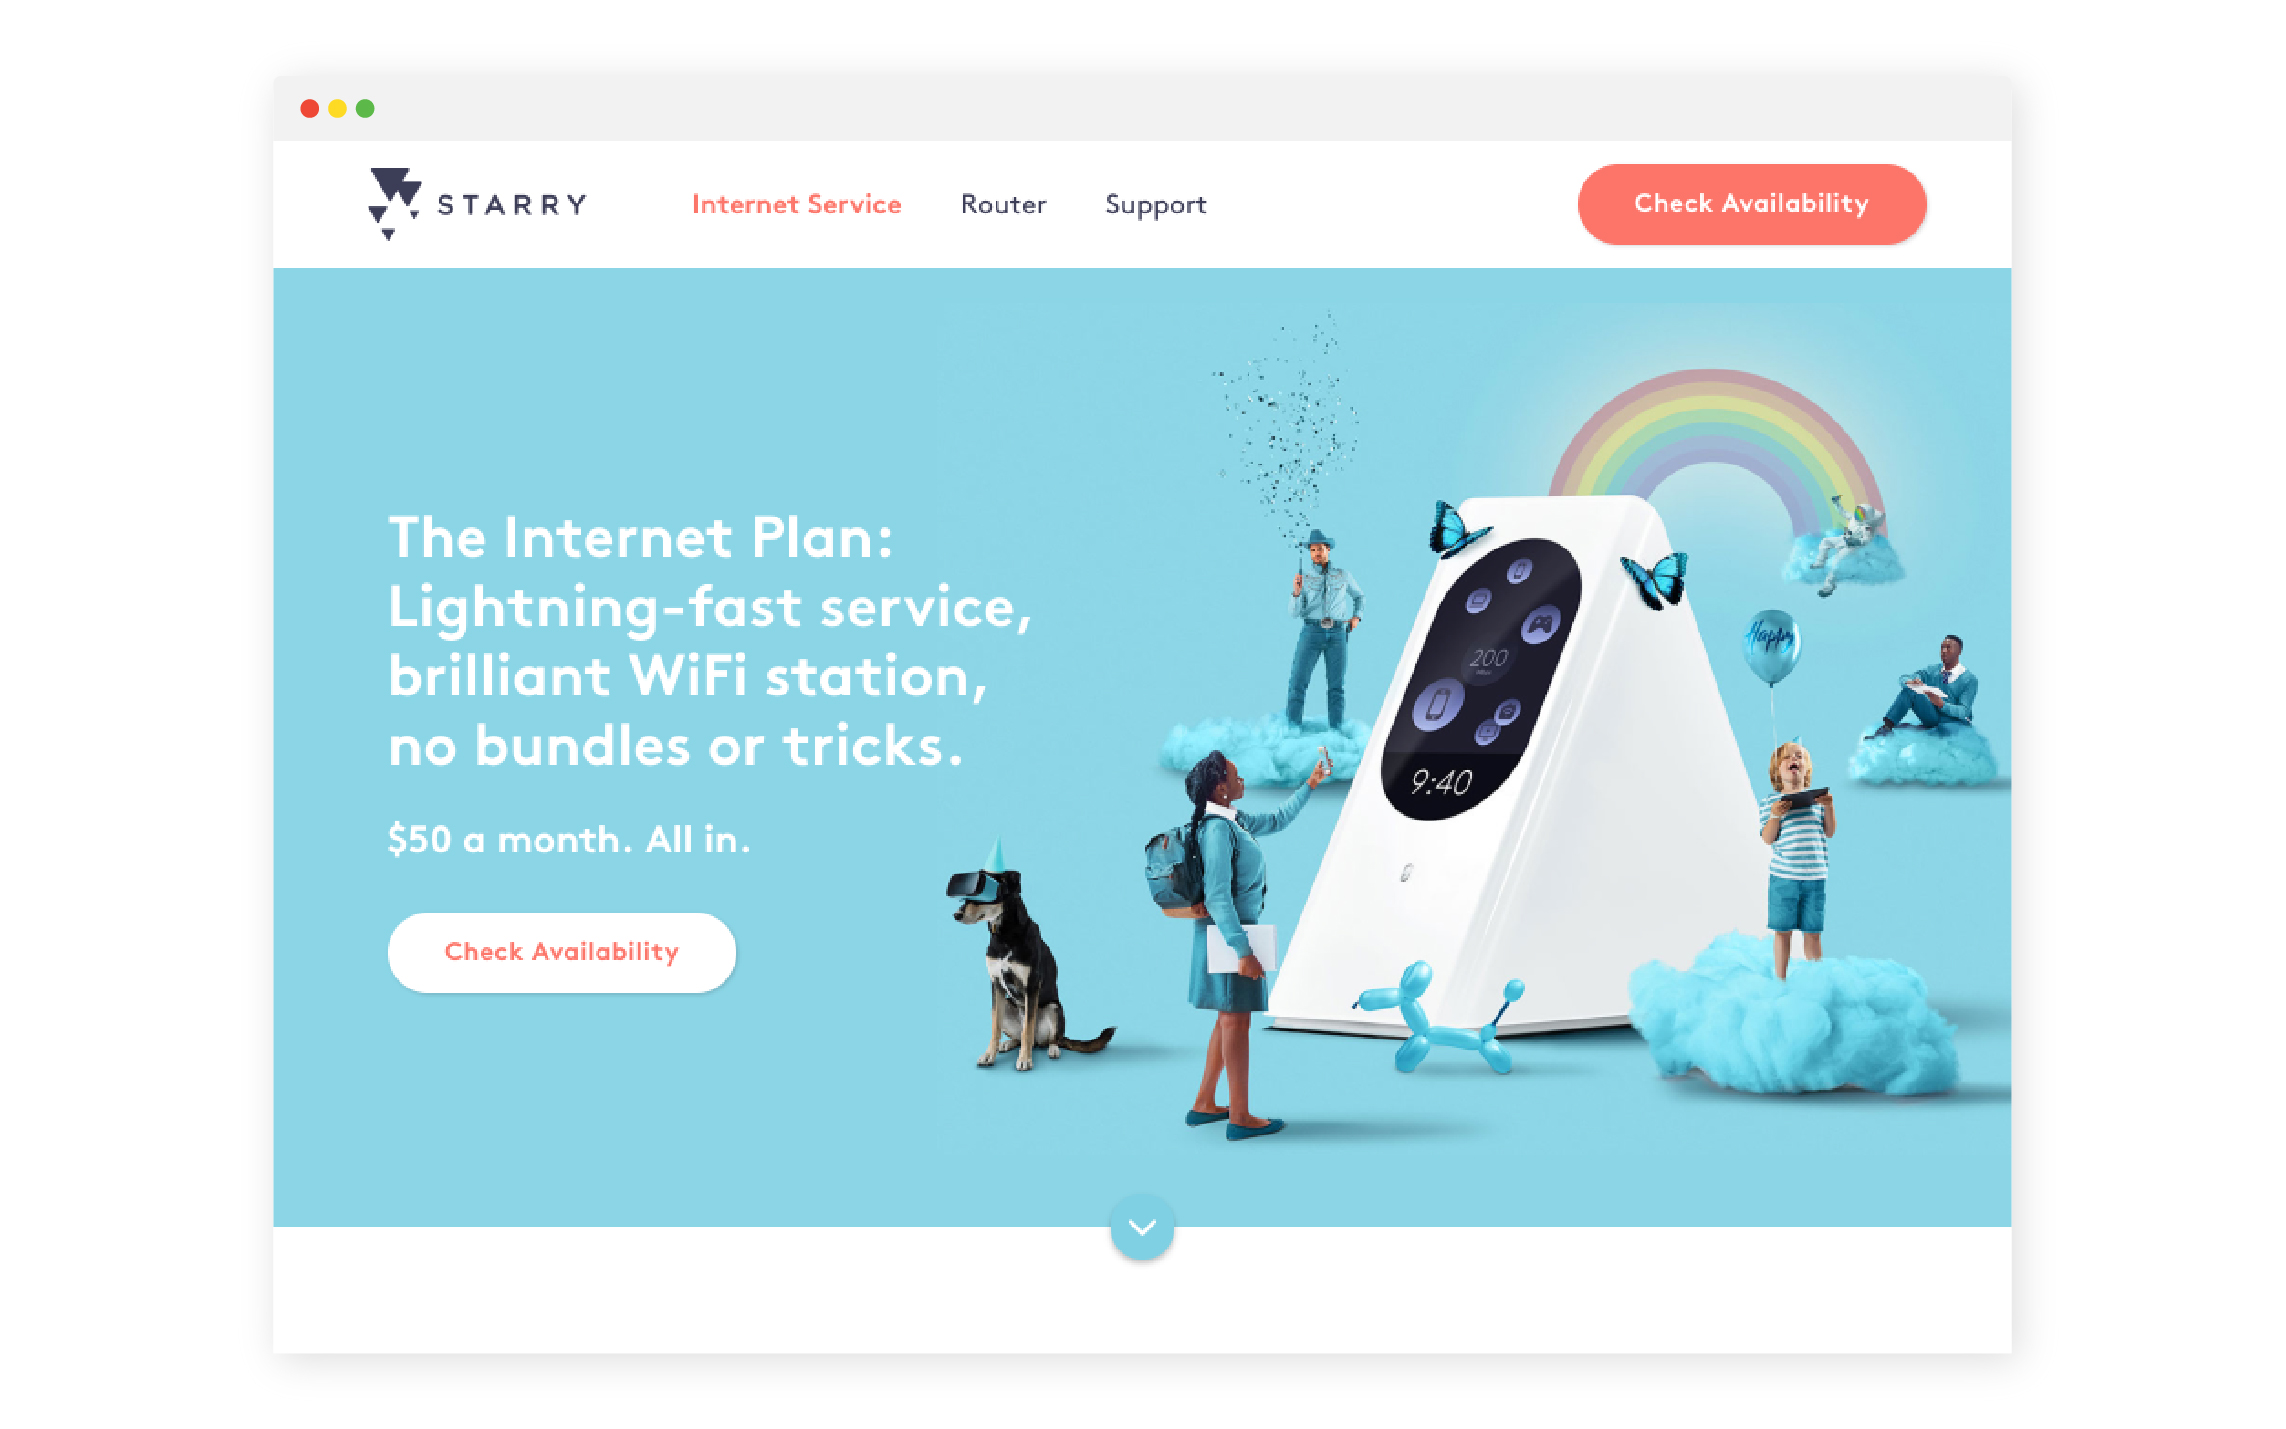 STARRY
Internet Service
Router
Support
Check Availability
The Internet Plan:
Lightning-fast service,
brilliant WiFi station,
no bundles or tricks.
$50 a month. All in.
Check Availability
200
9:40
Happy